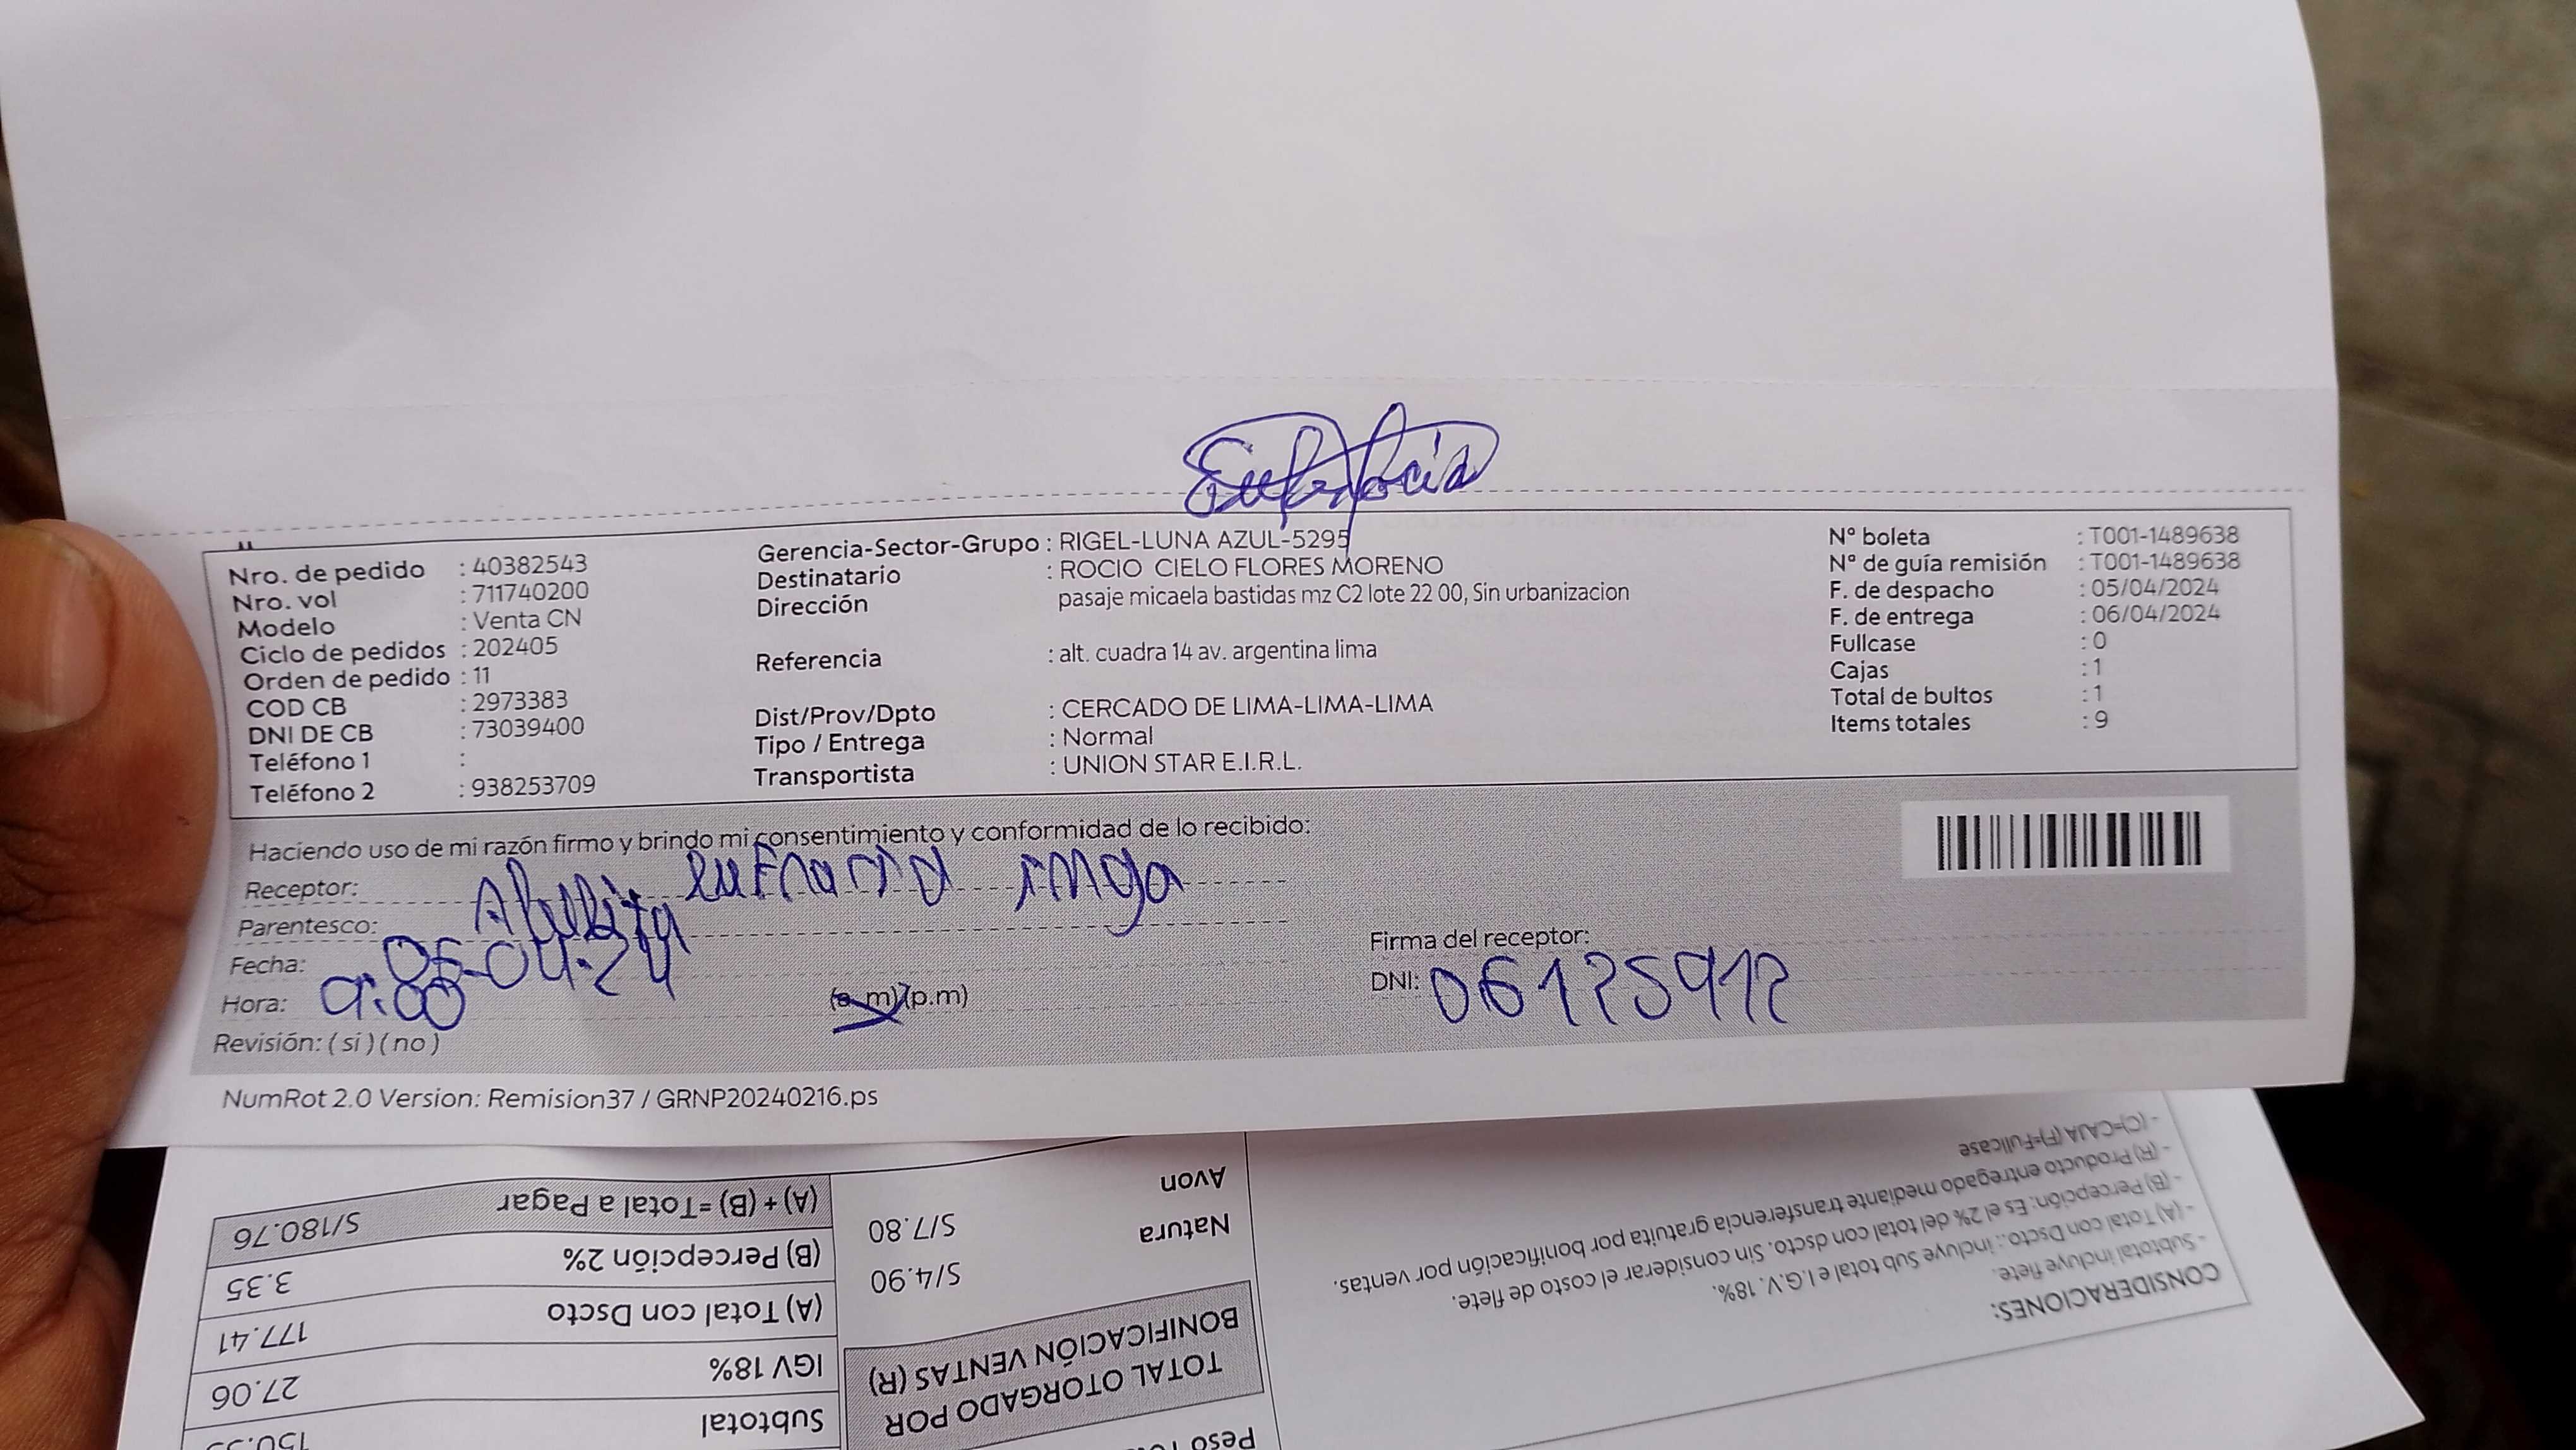 Nro. de pedido : 40382543
Nro. vol : 711740200
Modelo : Venta CN
Ciclo de pedidos : 202405
Orden de pedido : 11
COD CB : 2973383
DNI DE CB : 73039400
Teléfono 1 :
Teléfono 2 : 938253709
Gerencia-Sector-Grupo : RIGEL-LUNA AZUL-5295
Destinatario : ROCIO CIELO FLORES MORENO
Dirección pasaje micaela bastidas mz C2 lote 22 00, Sin urbanizacion
Referencia : alt. cuadra 14 av. argentina lima
Dist/Prov/Dpto : CERCADO DE LIMA-LIMA-LIMA
Tipo / Entrega : Normal
Transportista : UNION STAR E.I.R.L.
Nº boleta : T001-1489638
Nº de guía remisión : T001-1489638
F. de despacho : 05/04/2024
F. de entrega : 06/04/2024
Fullcase : 0
Cajas : 1
Total de bultos : 1
Items totales : 9
Haciendo uso de mi razón firmo y brindo mi consentimiento y conformidad de lo recibido:
Receptor: inga
Parentesco: Abuelita
Fecha: 06-04-24
Hora: 9:00 (a.m) (p.m)
Revisión: ( si ) ( no )
Firma del receptor:
DNI: 06125912
NumRot 2.0 Version: Remision37 / GRNP20240216.ps
Subtotal
IGV 18% 27.06
(A) Total con Dscto 177.41
(B) Percepción 2% 3.35
(A) + (B) =Total a Pagar S/180.76
TOTAL OTORGADO POR
BONIFICACIÓN VENTAS (R)
Natura S/4.90
Avon S/7.80
CONSIDERACIONES:
- Subtotal incluye flete.
- (A) Total con Dscto.: incluye Sub total e I.G.V. 18%.
- (B) Percepción: Es el 2% del total con dscto. Sin considerar el costo de flete.
- (R) Producto entregado mediante transferencia gratuita por bonificación por ventas.
- (C)=CAJA (F)=Fullcase